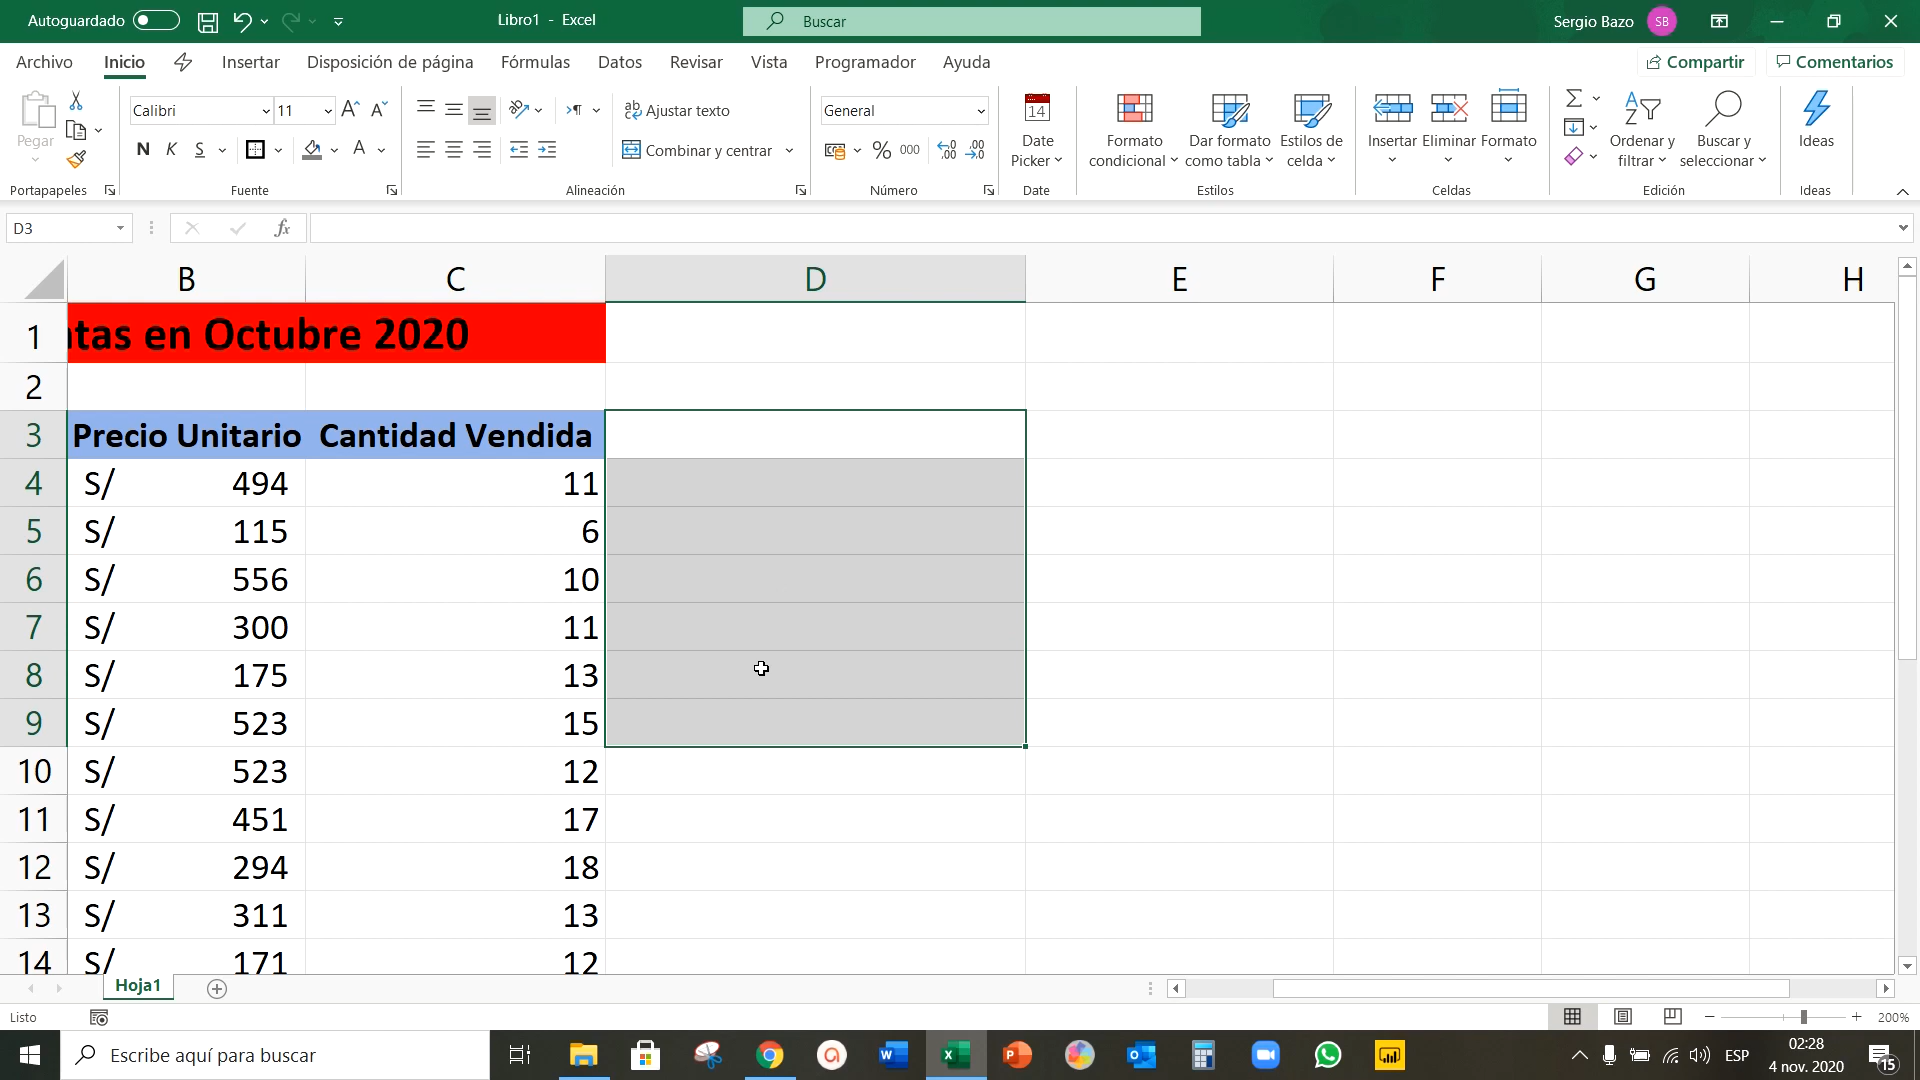 Autoguardado
Libro1 - Excel
Buscar
Sergio Bazo
SB
Archivo Inicio Insertar Disposición de página Fórmulas Datos Revisar Vista Programador Ayuda
Compartir
Comentarios
Pegar
Portapapeles
Calibri
11
N K S
A
Fuente
Ajustar texto
Combinar y centrar
Alineación
General
% 000
Número
14
Date
Picker
Date
Formato
condicional
Dar formato
como tabla
Estilos de
celda
Estilos
Insertar
Eliminar
Formato
Celdas
Ordenar y
filtrar
Buscar y
seleccionar
Edición
Ideas
Ideas
D3
fx
B C D E F G H
1 ntas en Octubre 2020
2
3 Precio Unitario Cantidad Vendida
4 S/ 494 11
5 S/ 115 6
6 S/ 556 10
7 S/ 300 11
8 S/ 175 13
9 S/ 523 15
10 S/ 523 12
11 S/ 451 17
12 S/ 294 18
13 S/ 311 13
14 S/ 171 12
Hoja1
Listo
200%
Escribe aquí para buscar
ESP
02:28
4 nov. 2020
15